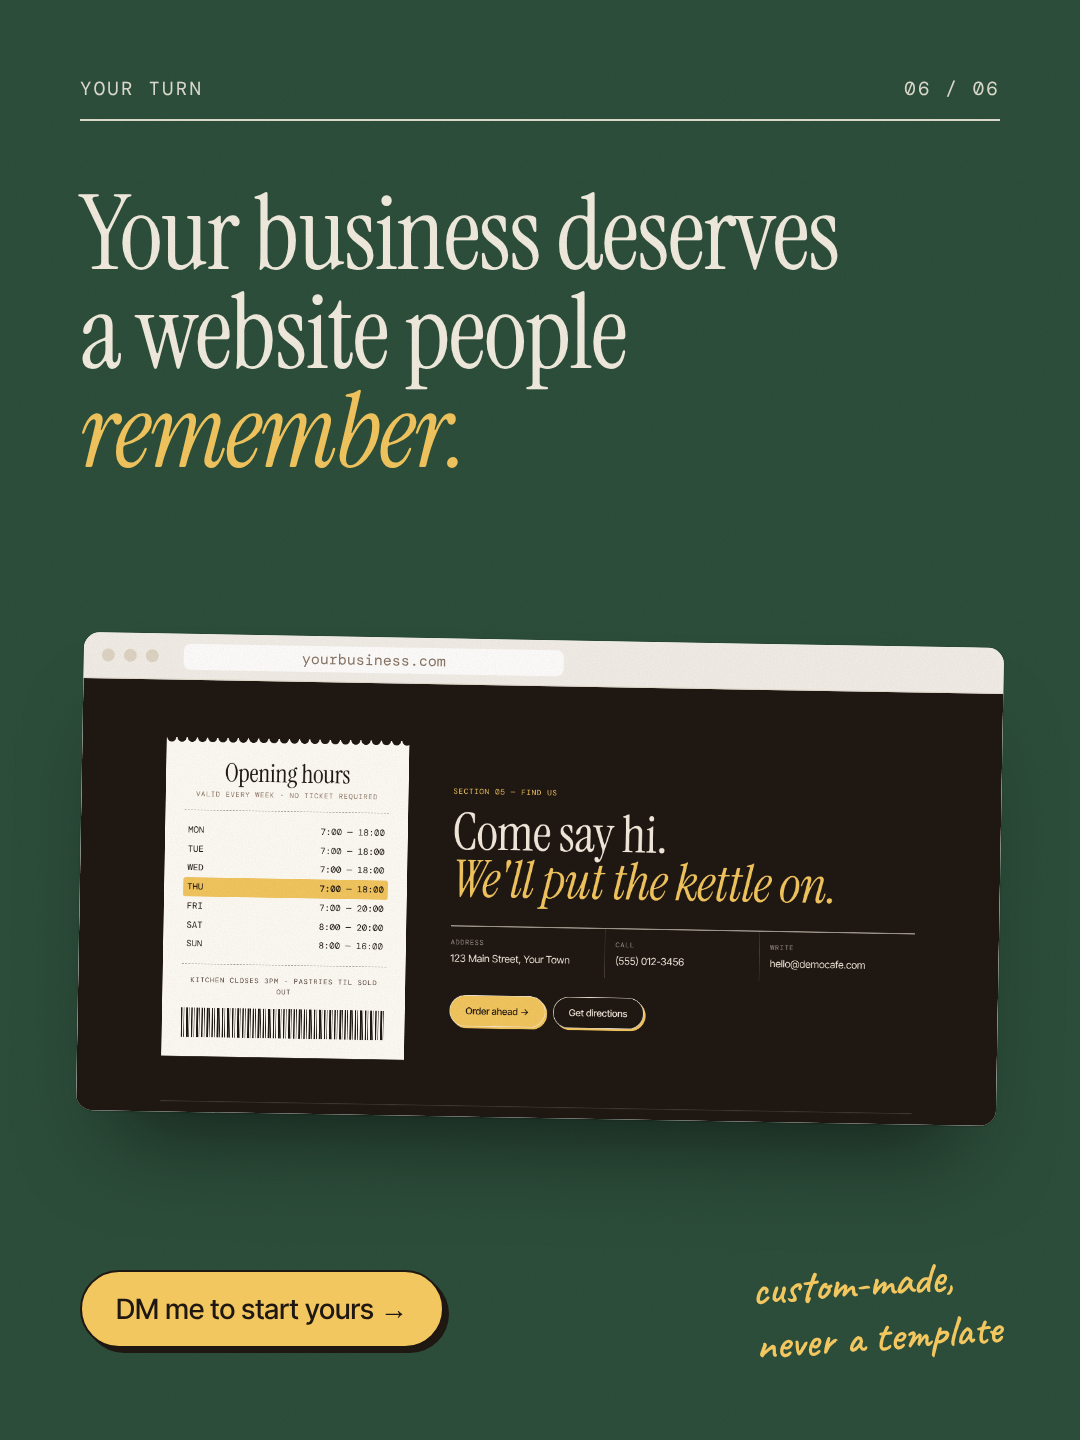 YOUR TURN
06 / 06
Your business deserves
a website people
remember.
yourbusiness.com
Opening hours
VALID EVERY WEEK · NO TICKET REQUIRED
MON 7:00 — 18:00
TUE 7:00 — 18:00
WED 7:00 — 18:00
THU 7:00 — 18:00
FRI 7:00 — 20:00
SAT 8:00 — 20:00
SUN 8:00 — 16:00
KITCHEN CLOSES 3PM · PASTRIES TIL SOLD
OUT
SECTION 05 — FIND US
Come say hi.
We'll put the kettle on.
ADDRESS
123 Main Street, Your Town
CALL
(555) 012-3456
WRITE
hello@democafe.com
Order ahead →
Get directions
DM me to start yours →
custom-made,
never a template